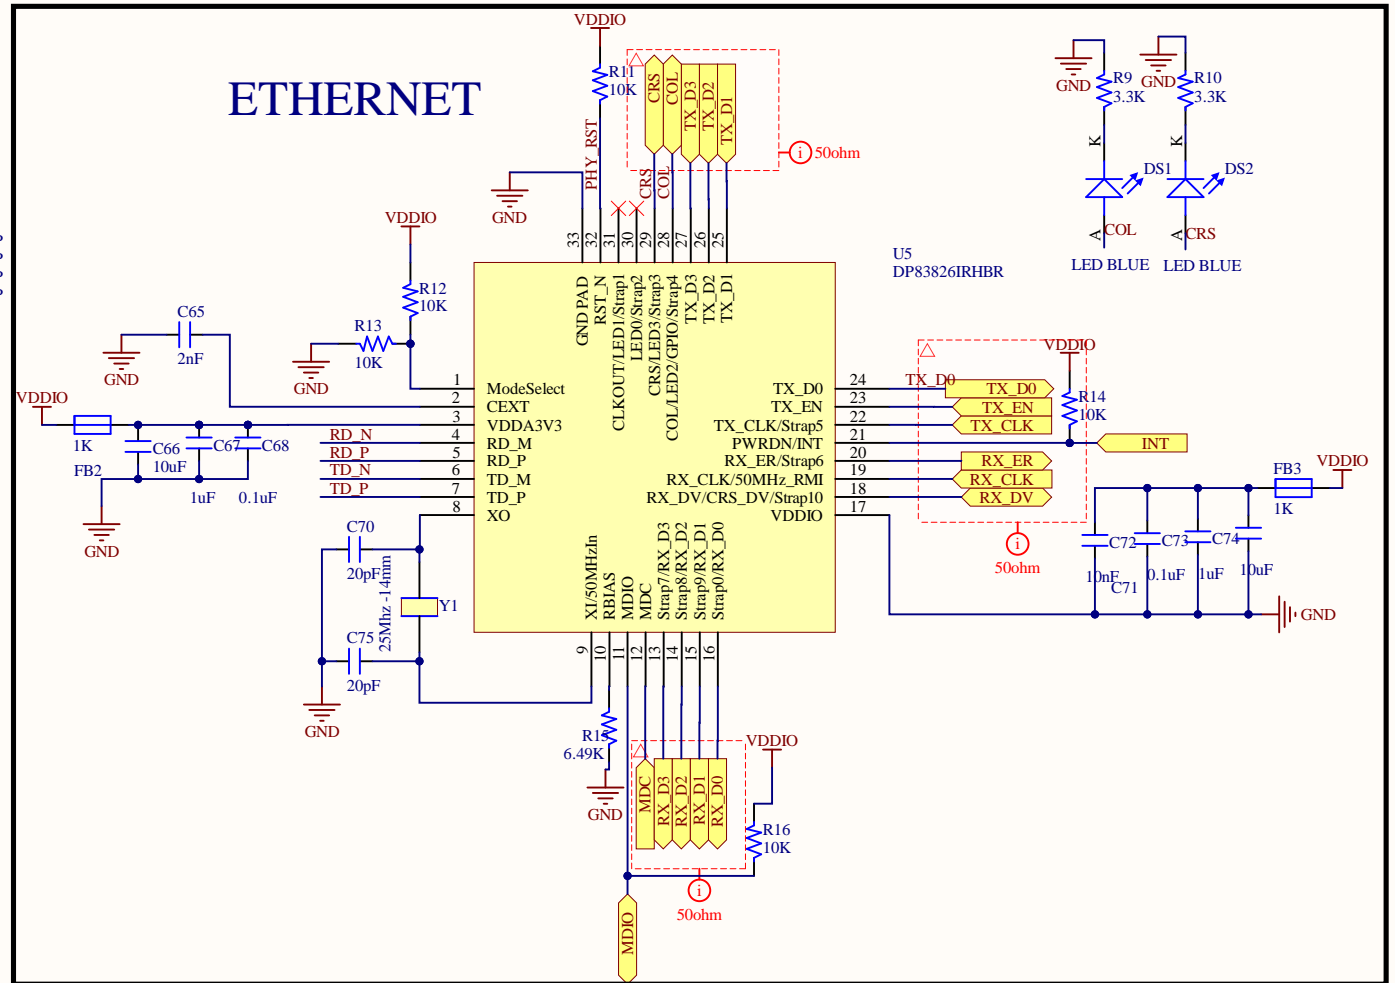 ETHERNET
VDDIO
R11
10K
PHY_RST
CRS
COL
TX_D3
TX_D2
TX_D1
50ohm
CRS
COL
GND
R9
3.3K
K
DS1
A
COL
LED BLUE
GND
R10
3.3K
K
DS2
A
CRS
LED BLUE
GND
33
32
31
30
29
28
27
26
25
U5
DP83826IRHBR
GND PAD
RST_N
CLKOUT/LED1/Strap1
LED0/Strap2
CRS/LED3/Strap3
COL/LED2/GPIO/Strap4
TX_D3
TX_D2
TX_D1
VDDIO
R12
10K
R13
10K
GND
C65
2nF
GND
VDDIO
1K
FB2
C66
10uF
C67
1uF
C68
0.1uF
GND
RD_N
RD_P
TD_N
TD_P
1 ModeSelect
2 CEXT
3 VDDA3V3
4 RD_M
5 RD_P
6 TD_M
7 TD_P
8 XO
TX_D0 24
TX_EN 23
TX_CLK/Strap5 22
PWRDN/INT 21
RX_ER/Strap6 20
RX_CLK/50MHz_RMI 19
RX_DV/CRS_DV/Strap10 18
VDDIO 17
TX_D0
TX_D0
TX_EN
TX_CLK
INT
RX_ER
RX_CLK
RX_DV
VDDIO
R14
10K
50ohm
FB3
1K
VDDIO
C72
10nF
C71
C73
0.1uF
C74
1uF
10uF
GND
C70
20pF
25Mhz -14mm
Y1
C75
20pF
GND
XI/50MHzIn
RBIAS
MDIO
MDC
Strap7/RX_D3
Strap8/RX_D2
Strap9/RX_D1
Strap0/RX_D0
9
10
11
12
13
14
15
16
R15
6.49K
GND
MDC
RX_D3
RX_D2
RX_D1
RX_D0
VDDIO
R16
10K
50ohm
MDIO